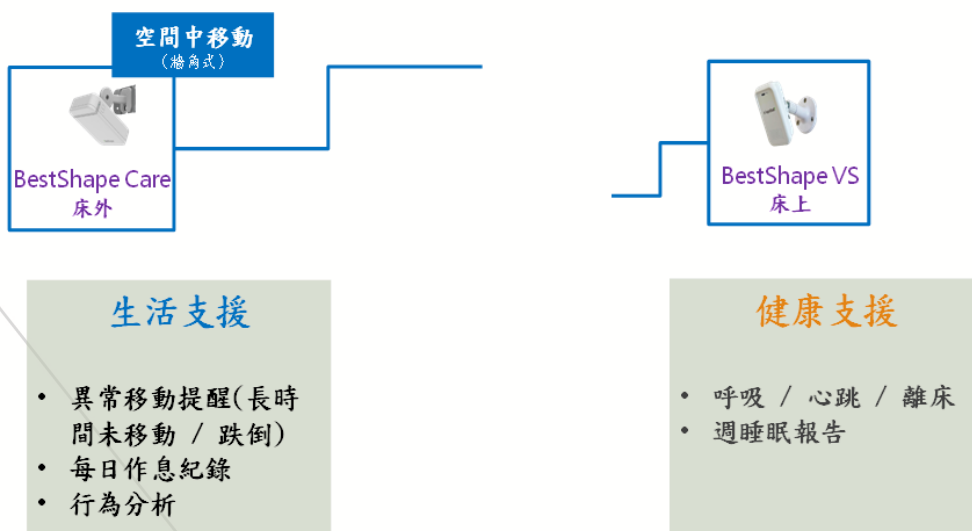 空間中移動
(牆角式)
BestShape Care
床外
BestShape VS
床上
生活支援
• 異常移動提醒(長時
間未移動 / 跌倒)
• 每日作息紀錄
• 行為分析
健康支援
• 呼吸 / 心跳 / 離床
• 週睡眠報告